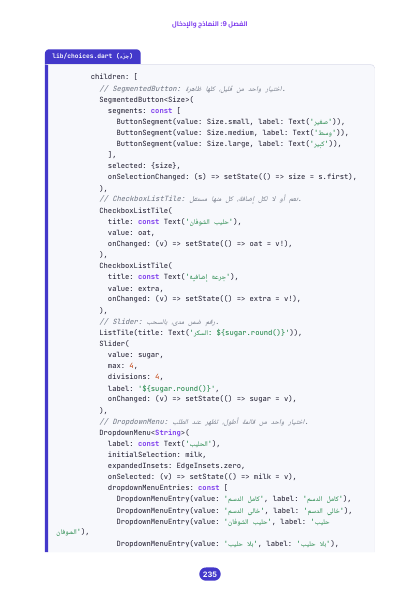 الفصل 9: النماذج والإدخال
lib/choices.dart (جزء)
children: [
// SegmentedButton: اختيار واحد من قليل، كلها ظاهرة.
SegmentedButton<Size>(
segments: const [
ButtonSegment(value: Size.small, label: Text('صغير')),
ButtonSegment(value: Size.medium, label: Text('وسط')),
ButtonSegment(value: Size.large, label: Text('كبير')),
],
selected: {size},
onSelectionChanged: (s) => setState(() => size = s.first),
),
// CheckboxListTile: نعم أو لا لكل إضافة، كل منها مستقل.
CheckboxListTile(
title: const Text('حليب الشوفان'),
value: oat,
onChanged: (v) => setState(() => oat = v!),
),
CheckboxListTile(
title: const Text('جرعة إضافية'),
value: extra,
onChanged: (v) => setState(() => extra = v!),
),
// Slider: رقم ضمن مدى، بالسحب.
ListTile(title: Text('السكر: ${sugar.round()}')),
Slider(
value: sugar,
max: 4,
divisions: 4,
label: '${sugar.round()}',
onChanged: (v) => setState(() => sugar = v),
),
// DropdownMenu: اختيار واحد من قائمة أطول، تظهر عند الطلب.
DropdownMenu<String>(
label: const Text('الحليب'),
initialSelection: milk,
expandedInsets: EdgeInsets.zero,
onSelected: (v) => setState(() => milk = v),
dropdownMenuEntries: const [
DropdownMenuEntry(value: 'كامل الدسم', label: 'كامل الدسم'),
DropdownMenuEntry(value: 'خالي الدسم', label: 'خالي الدسم'),
DropdownMenuEntry(value: 'حليب الشوفان', label: 'حليب
الشوفان'),
DropdownMenuEntry(value: 'بلا حليب', label: 'بلا حليب'),
235